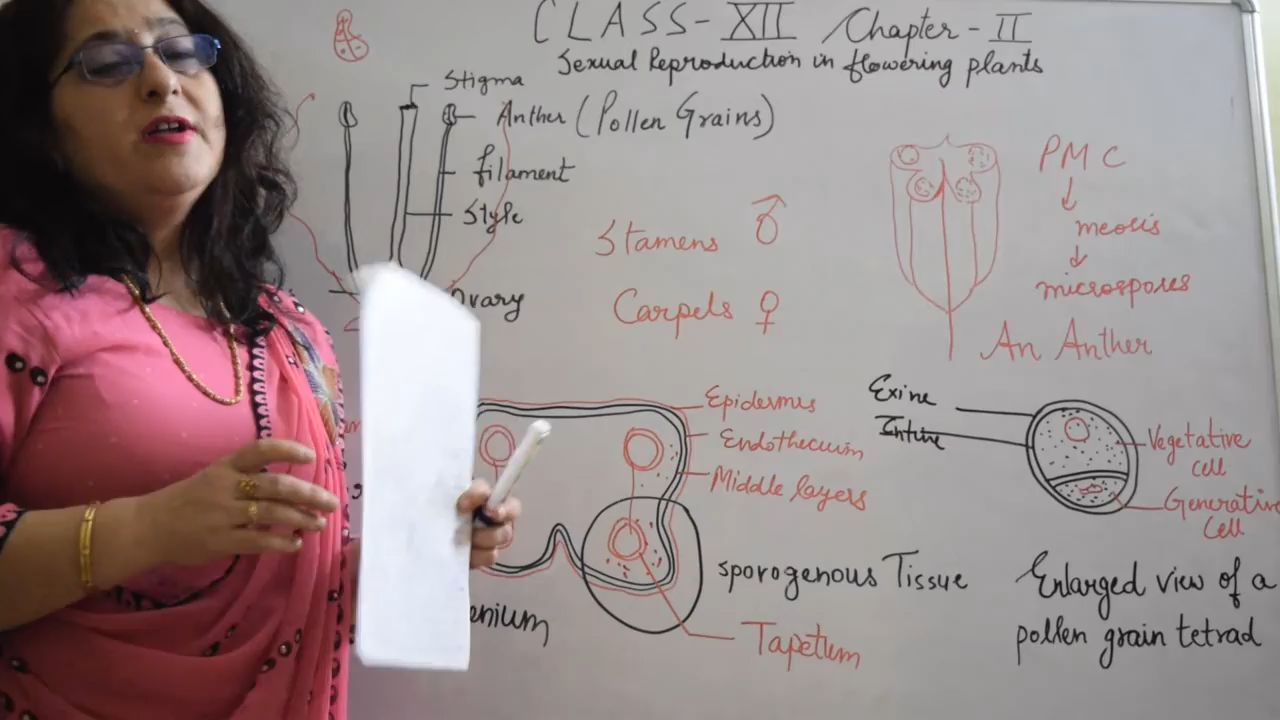 CLASS-XII Chapter-II
Sexual Reproduction in flowering plants
Stigma
Anther (Pollen Grains)
filament
Style
Ovary
Stamens ♂
Carpels ♀
PMC
↓
meosis
↓
microspores
An Anther
Epidermis
Endothecium
Middle layers
sporogenous Tissue
Tapetum
Exine
Intine
Vegetative
cell
Generative
Cell
Enlarged view of a
pollen grain tetrad